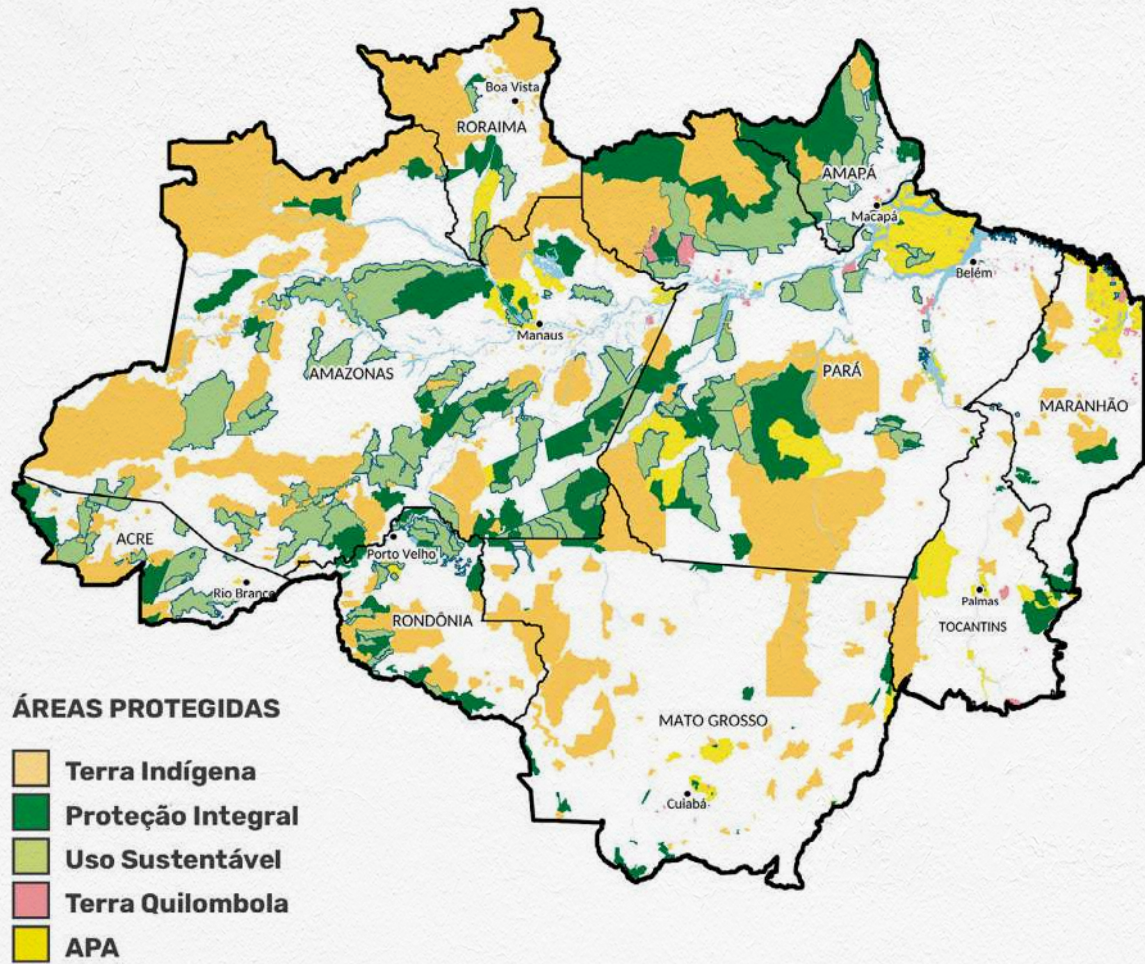 Boa Vista
RORAIMA
AMAPÁ
Macapá
Belém
Manaus
AMAZONAS
PARÁ
MARANHÃO
ACRE
Porto Velho
Rio Branco
RONDÔNIA
Palmas
TOCANTINS
MATO GROSSO
Cuiabá
ÁREAS PROTEGIDAS
Terra Indígena
Proteção Integral
Uso Sustentável
Terra Quilombola
APA